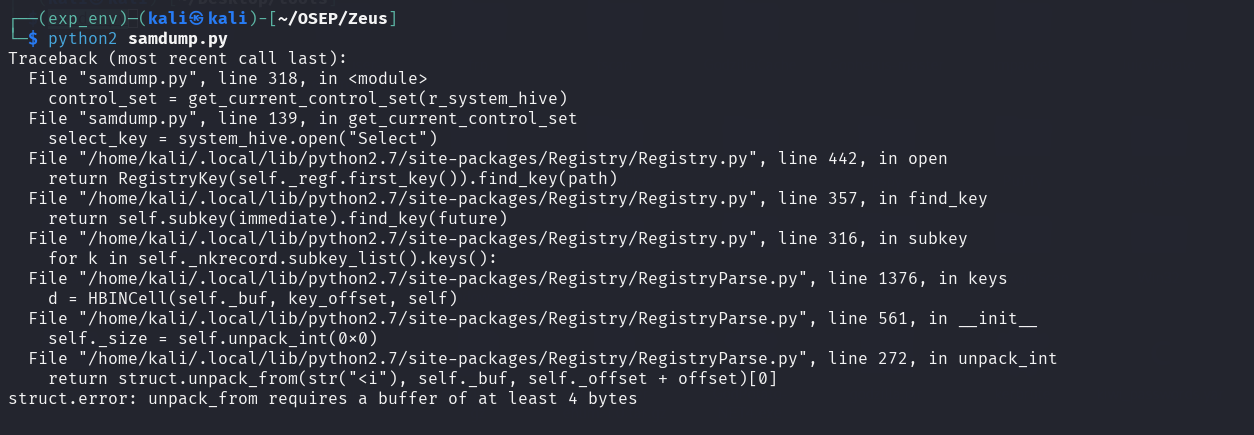 ┌──(exp_env)─(kali㉿kali)-[~/OSEP/Zeus]
└─$ python2 samdump.py
Traceback (most recent call last):
  File "samdump.py", line 318, in <module>
    control_set = get_current_control_set(r_system_hive)
  File "samdump.py", line 139, in get_current_control_set
    select_key = system_hive.open("Select")
  File "/home/kali/.local/lib/python2.7/site-packages/Registry/Registry.py", line 442, in open
    return RegistryKey(self._regf.first_key()).find_key(path)
  File "/home/kali/.local/lib/python2.7/site-packages/Registry/Registry.py", line 357, in find_key
    return self.subkey(immediate).find_key(future)
  File "/home/kali/.local/lib/python2.7/site-packages/Registry/Registry.py", line 316, in subkey
    for k in self._nkrecord.subkey_list().keys():
  File "/home/kali/.local/lib/python2.7/site-packages/Registry/RegistryParse.py", line 1376, in keys
    d = HBINCell(self._buf, key_offset, self)
  File "/home/kali/.local/lib/python2.7/site-packages/Registry/RegistryParse.py", line 561, in __init__
    self._size = self.unpack_int(0x0)
  File "/home/kali/.local/lib/python2.7/site-packages/Registry/RegistryParse.py", line 272, in unpack_int
    return struct.unpack_from(str("<i"), self._buf, self._offset + offset)[0]
struct.error: unpack_from requires a buffer of at least 4 bytes